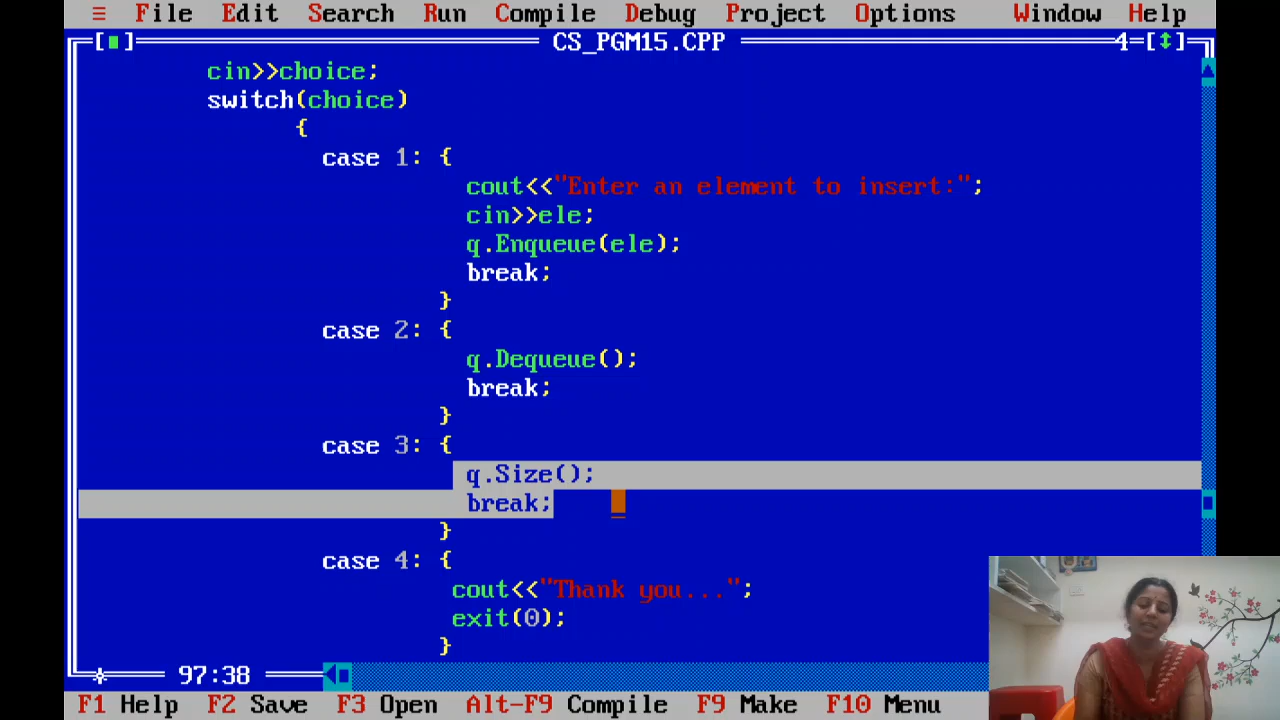 ≡ File Edit Search Run Compile Debug Project Options Window Help
[■] CS_PGM15.CPP 4=[↕]
cin>>choice;
switch(choice)
{
case 1: {
cout<<"Enter an element to insert:";
cin>>ele;
q.Enqueue(ele);
break;
}
case 2: {
q.Dequeue();
break;
}
case 3: {
q.Size();
break;
}
case 4: {
cout<<"Thank you...";
exit(0);
}
97:38
F1 Help F2 Save F3 Open Alt-F9 Compile F9 Make F10 Menu